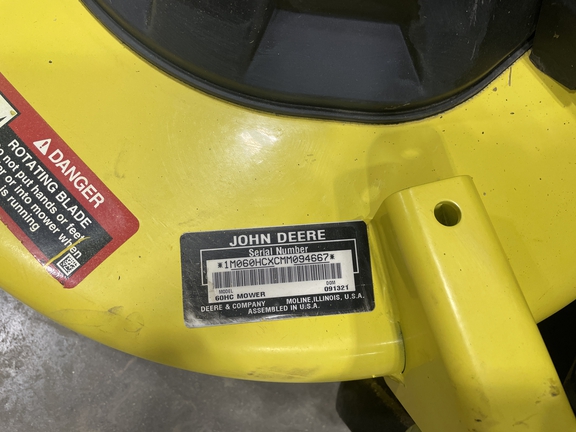 DANGER
ROTATING BLADE
not put hands or feet
or into mower when
is running
JOHN DEERE
Serial Number
*1M060HCXCMM094667*
MODEL DOM
60HC MOWER 091321
DEERE & COMPANY MOLINE, ILLINOIS, U.S.A.
ASSEMBLED IN U.S.A.